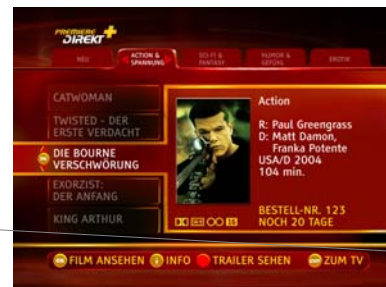 PREMIERE
DIREKT
NEU
ACTION &
SPANNUNG
SCI-FI &
FANTASY
HUMOR &
GEFÜHL
EROTIK
CATWOMAN
TWISTED - DER
ERSTE VERDACHT
DIE BOURNE
VERSCHWÖRUNG
EXORZIST:
DER ANFANG
KING ARTHUR
Action
R: Paul Greengrass
D: Matt Damon,
Franka Potente
USA/D 2004
104 min.
BESTELL-NR. 123
NOCH 20 TAGE
16
FILM ANSEHEN
INFO
TRAILER SEHEN
ZUM TV